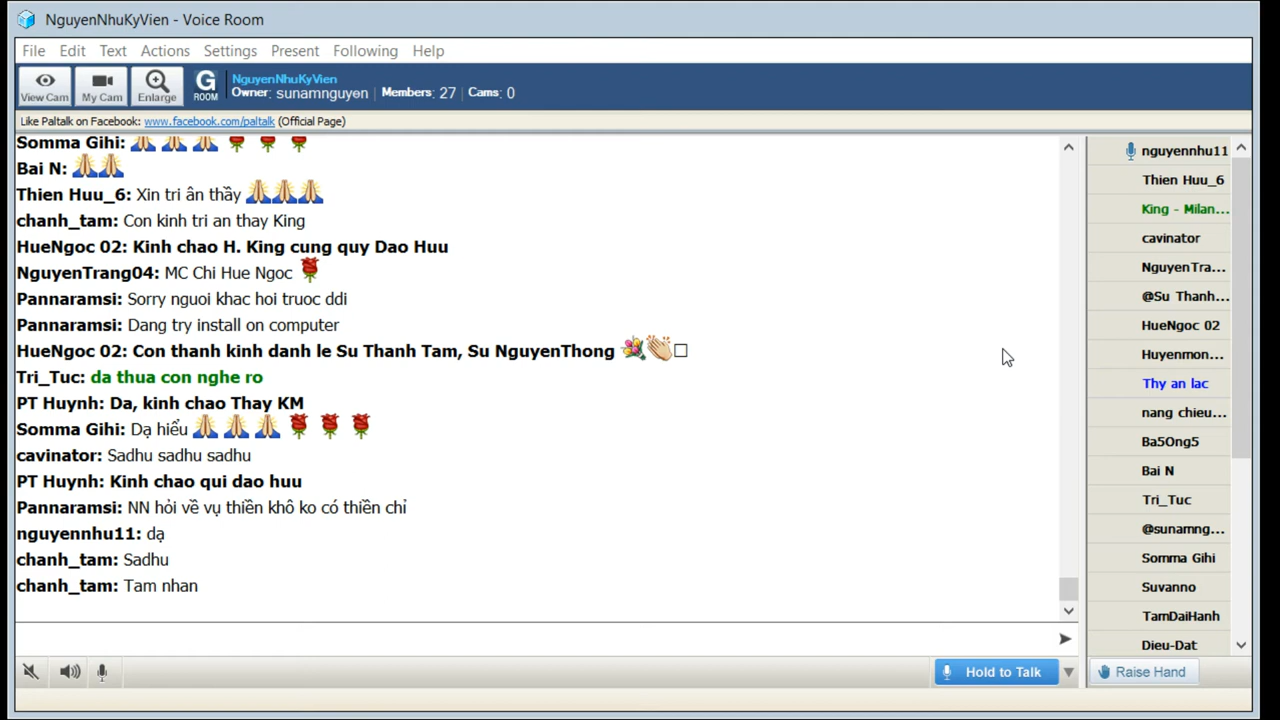 NguyenNhuKyVien - Voice Room
File Edit Text Actions Settings Present Following Help
View Cam
My Cam
Enlarge
G ROOM
NguyenNhuKyVien
Owner: sunamnguyen | Members: 27 | Cams: 0
Like Paltalk on Facebook: www.facebook.com/paltalk (Official Page)
Somma Gihi: 🙏 🙏 🙏 🌹 🌹 🌹
Bai N: 🙏🙏
Thien Huu_6: Xin tri ân thầy 🙏🙏🙏
chanh_tam: Con kinh tri an thay King
HueNgoc 02: Kinh chao H. King cung quy Dao Huu
NguyenTrang04: MC Chi Hue Ngoc 🌹
Pannaramsi: Sorry nguoi khac hoi truoc ddi
Pannaramsi: Dang try install on computer
HueNgoc 02: Con thanh kinh danh le Su Thanh Tam, Su NguyenThong 💐👏□
Tri_Tuc: da thua con nghe ro
PT Huynh: Da, kinh chao Thay KM
Somma Gihi: Dạ hiểu 🙏 🙏 🙏 🌹 🌹 🌹
cavinator: Sadhu sadhu sadhu
PT Huynh: Kinh chao qui dao huu
Pannaramsi: NN hỏi về vụ thiền khô ko có thiền chỉ
nguyennhu11: dạ
chanh_tam: Sadhu
chanh_tam: Tam nhan
nguyennhu11
Thien Huu_6
King - Milan...
cavinator
NguyenTra...
@Su Thanh...
HueNgoc 02
Huyenmon...
Thy an lac
nang chieu...
Ba5Ong5
Bai N
Tri_Tuc
@sunamng...
Somma Gihi
Suvanno
TamDaiHanh
Dieu-Dat
Hold to Talk
Raise Hand